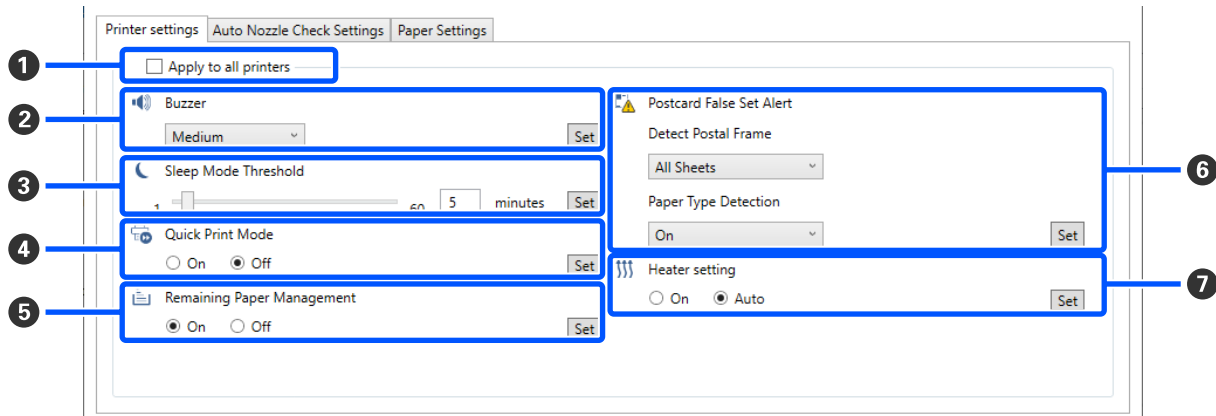 Printer settings Auto Nozzle Check Settings Paper Settings
1 Apply to all printers
2 Buzzer
Medium Set
3 Sleep Mode Threshold
1 60 5 minutes Set
4 Quick Print Mode
On Off Set
5 Remaining Paper Management
On Off Set
Postcard False Set Alert
Detect Postal Frame
All Sheets 6
Paper Type Detection
On Set
Heater setting 7
On Auto Set